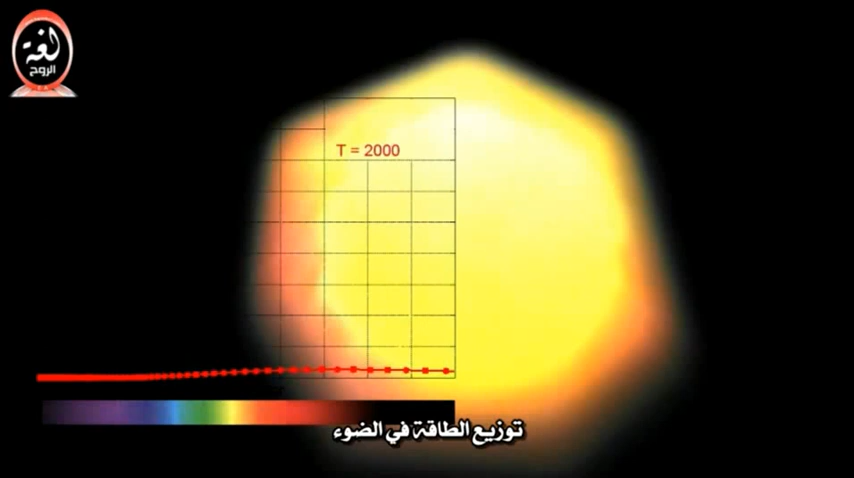 لغة
الروح
T = 2000
توزيع الطاقة في الضوء